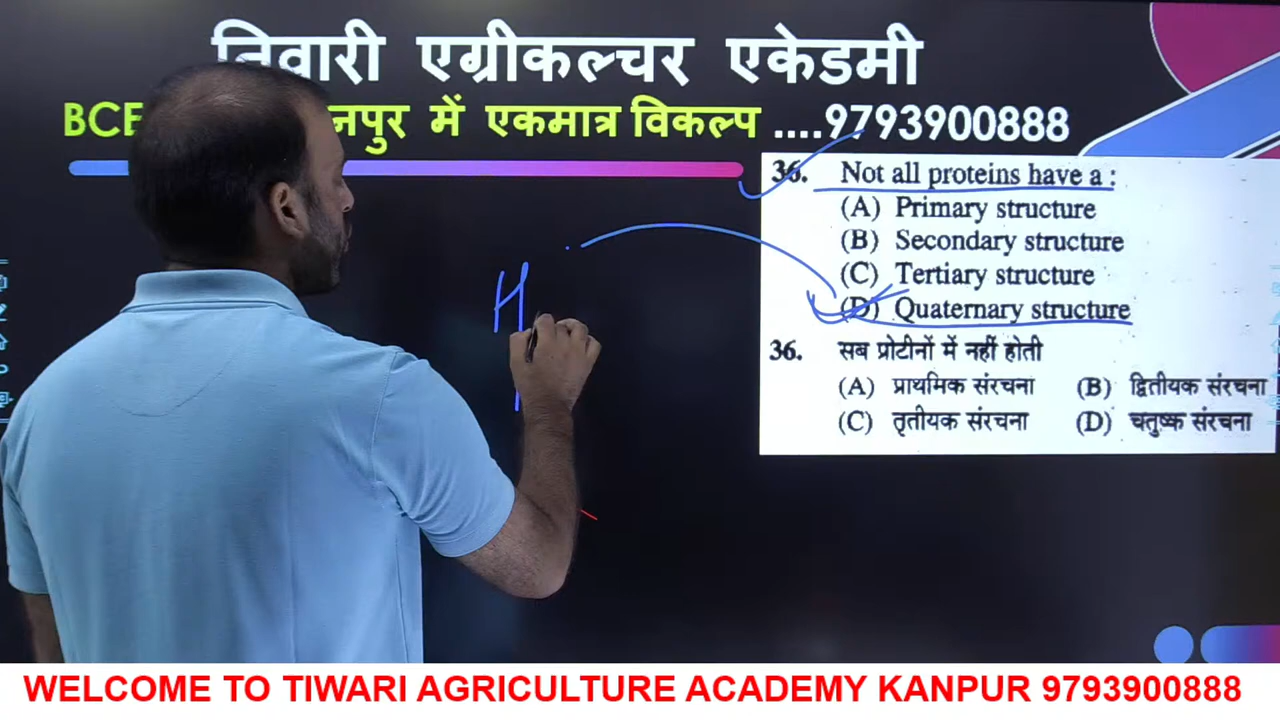 एग्रीकल्चर एकेडमी
में एकमात्र विकल्प ....9793900888
36. Not all proteins have a :
(A) Primary structure
(B) Secondary structure
(C) Tertiary structure
(D) Quaternary structure
36. सब प्रोटीनों में नहीं होती
(A) प्राथमिक संरचना (B) द्वितीयक संरचना
(C) तृतीयक संरचना (D) चतुष्क संरचना
H
WELCOME TO TIWARI AGRICULTURE ACADEMY KANPUR 9793900888